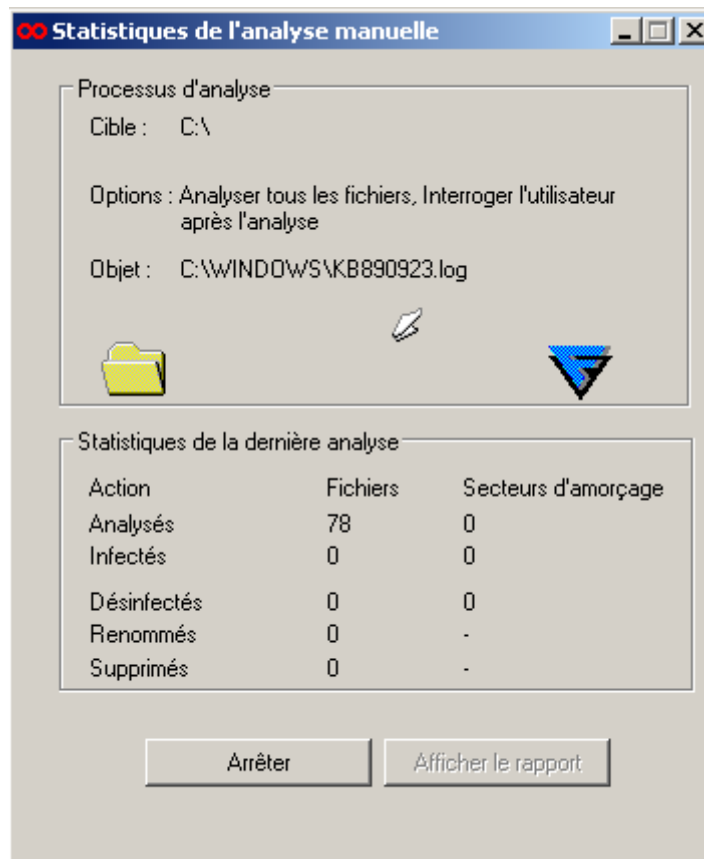 Statistiques de l'analyse manuelle
Processus d'analyse
Cible : C:\
Options : Analyser tous les fichiers, Interroger l'utilisateur
après l'analyse
Objet : C:\WINDOWS\KB890923.log
Statistiques de la dernière analyse
Action Fichiers Secteurs d'amorçage
Analysés 78 0
Infectés 0 0
Désinfectés 0 0
Renommés 0 -
Supprimés 0 -
Arrêter Afficher le rapport